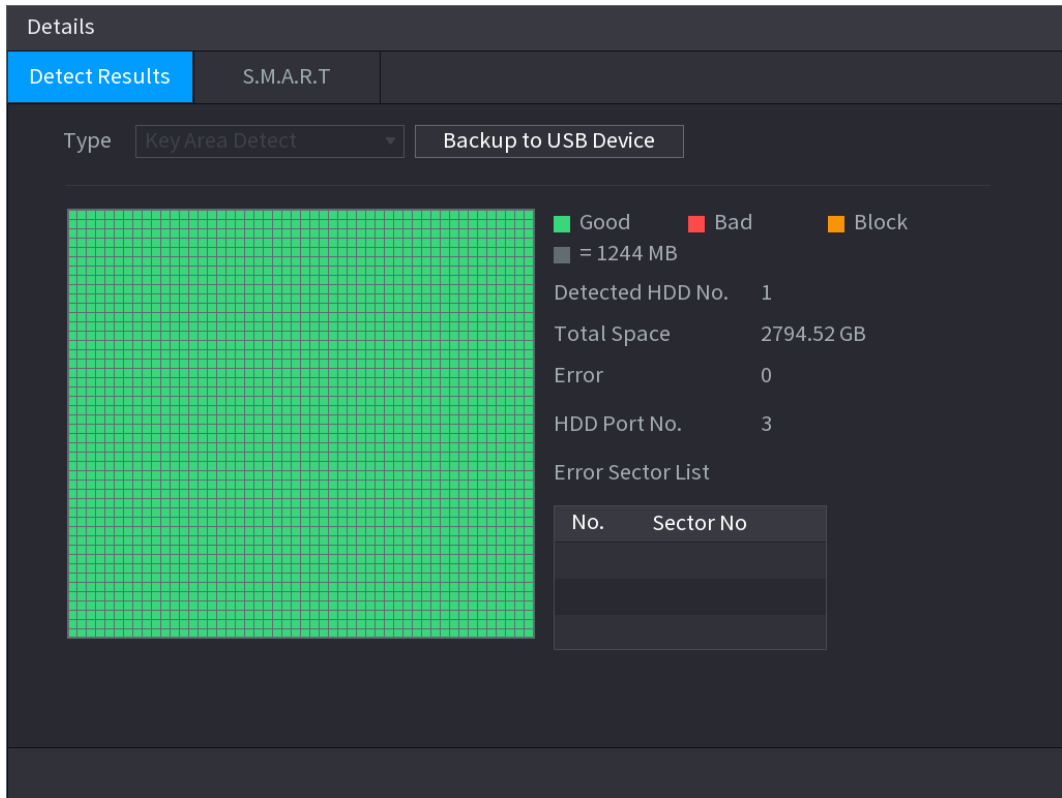 Details
Detect Results S.M.A.R.T
Type Key Area Detect Backup to USB Device
Good Bad Block
= 1244 MB
Detected HDD No. 1
Total Space 2794.52 GB
Error 0
HDD Port No. 3
Error Sector List
No. Sector No